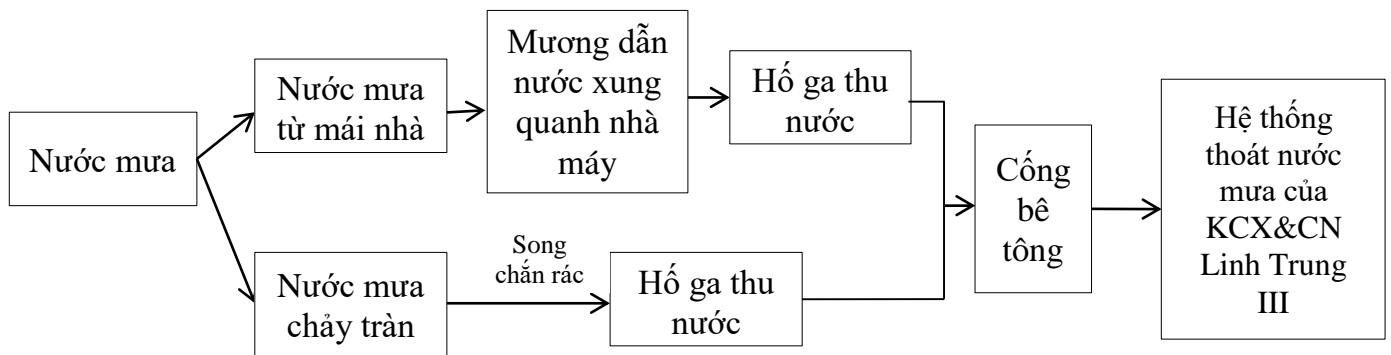 Nước mưa
Nước mưa
từ mái nhà
Mương dẫn
nước xung
quanh nhà
máy
Hố ga thu
nước
Nước mưa
chảy tràn
Song
chắn rác
Hố ga thu
nước
Cống
bê
tông
Hệ thống
thoát nước
mưa của
KCX&CN
Linh Trung
III